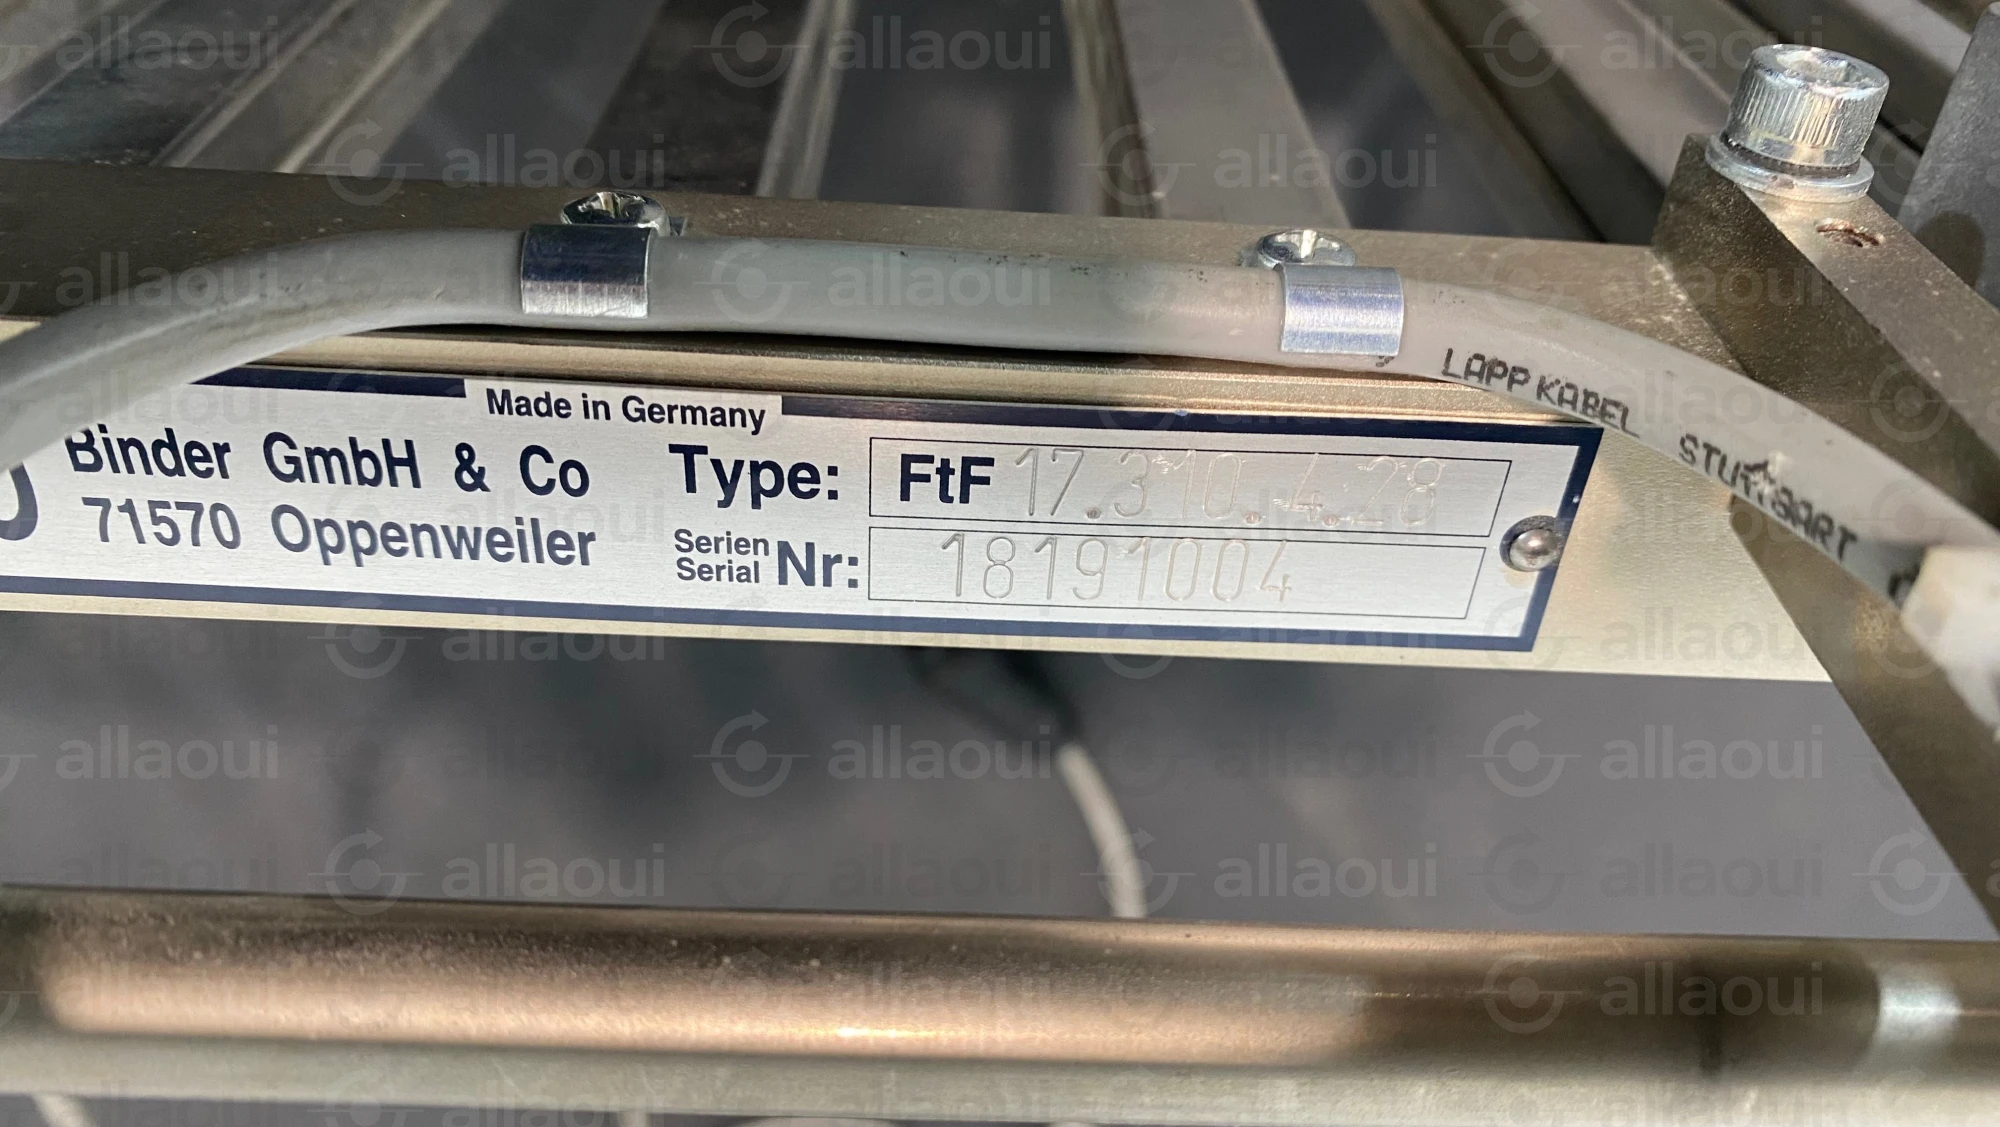 Made in Germany
Binder GmbH & Co
71570 Oppenweiler
Type: FtF 17.310.4.28
Serien
Serial Nr: 18191004
LAPP KABEL STUTTGART
allaoui